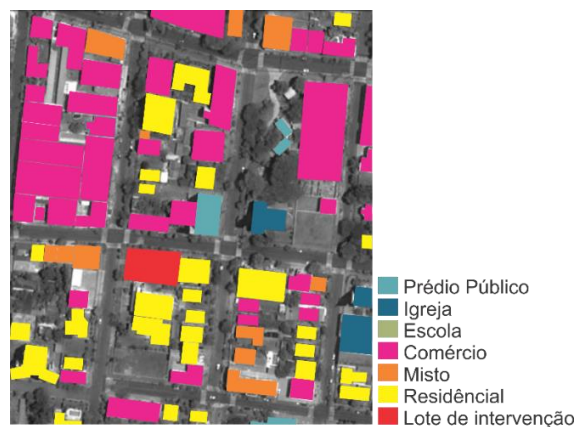 Prédio Público
Igreja
Escola
Comércio
Misto
Residêncial
Lote de intervenção